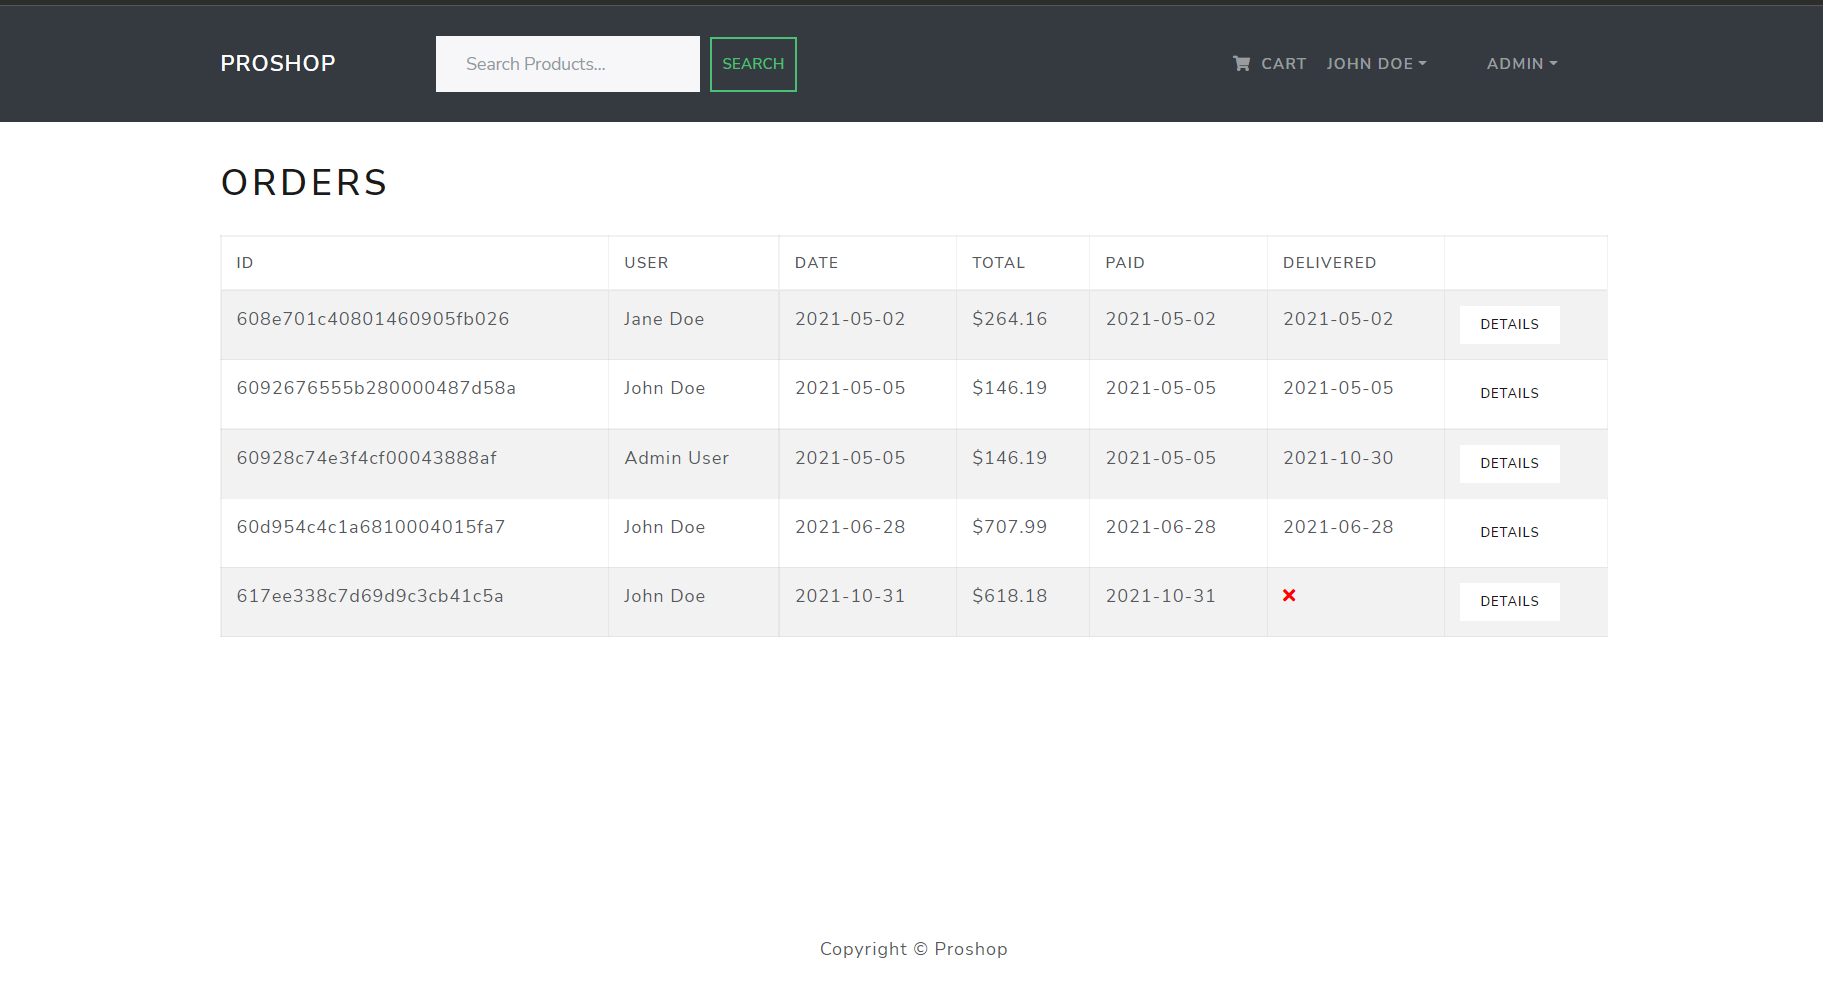 PROSHOP Search Products... SEARCH CART JOHN DOE ADMIN
ORDERS
ID USER DATE TOTAL PAID DELIVERED
608e701c40801460905fb026 Jane Doe 2021-05-02 $264.16 2021-05-02 2021-05-02 DETAILS
6092676555b280000487d58a John Doe 2021-05-05 $146.19 2021-05-05 2021-05-05 DETAILS
60928c74e3f4cf00043888af Admin User 2021-05-05 $146.19 2021-05-05 2021-10-30 DETAILS
60d954c4c1a6810004015fa7 John Doe 2021-06-28 $707.99 2021-06-28 2021-06-28 DETAILS
617ee338c7d69d9c3cb41c5a John Doe 2021-10-31 $618.18 2021-10-31 DETAILS
Copyright © Proshop